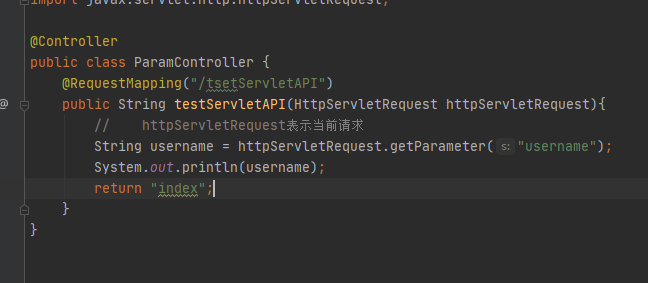 import javax.servlet.http.HttpServletRequest;
@Controller
public class ParamController {
@RequestMapping("/tsetServletAPI")
public String testServletAPI(HttpServletRequest httpServletRequest){
// httpServletRequest表示当前请求
String username = httpServletRequest.getParameter( s: "username");
System.out.println(username);
return "index";
}
}